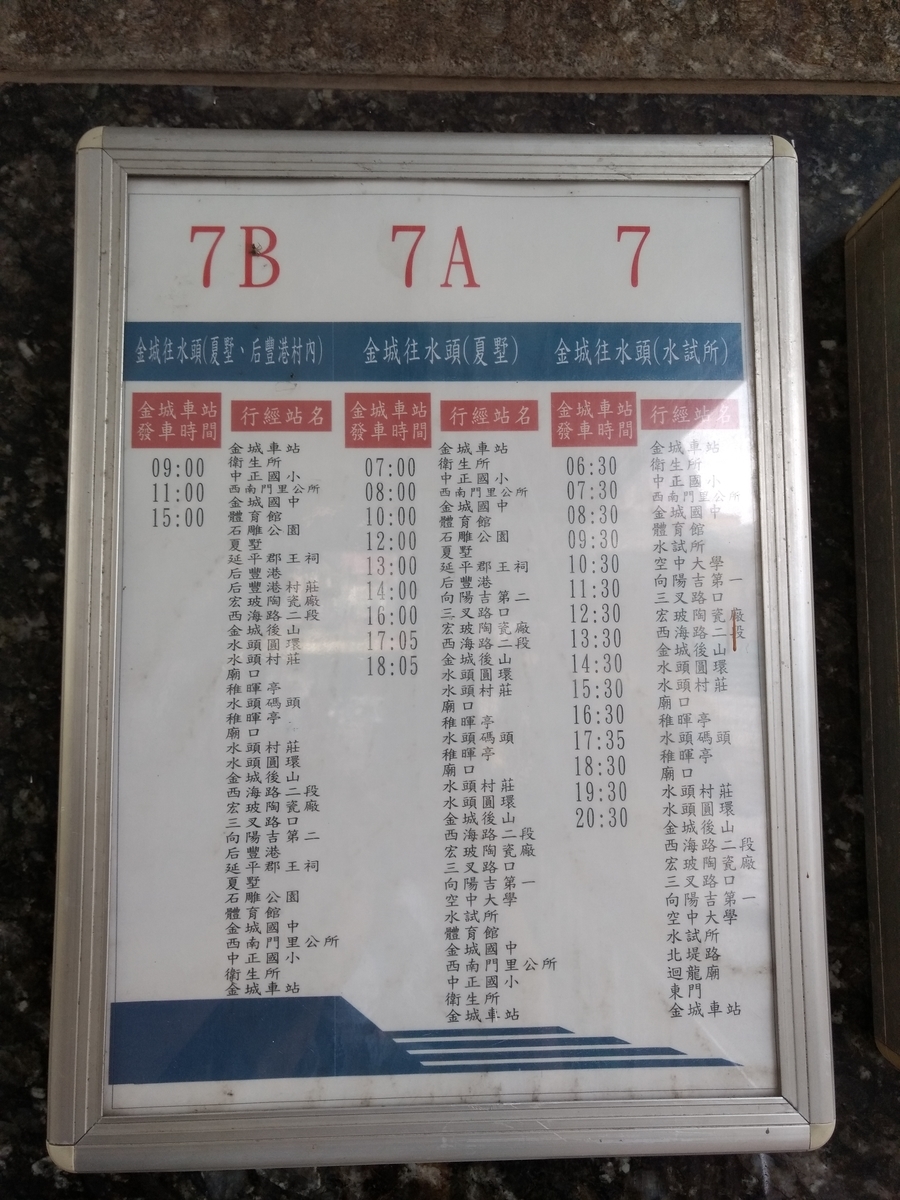 7B
金城往水頭(夏墅、后豐港村內)
金城車站
發車時間
09:00
11:00
15:00
行經站名
金城車站
衛生所
中正國小
西南門里公所
金城國中
體育館
石雕公園
夏墅
延平郡王祠
后豐港
后豐港村莊
宏玻陶瓷廠
西海路二段
金城後山
水頭圓環
水頭村莊
廟口
稚暉亭
水頭碼頭
稚暉亭
廟口
水頭村莊
水頭圓環
金城後山
西海路二段
宏玻陶瓷廠
三叉路口
向陽吉第二
后豐港
延平郡王祠
夏墅
石雕公園
體育館
金城國中
西南門里公所
中正國小
衛生所
金城車站
7A
金城往水頭(夏墅)
金城車站
發車時間
07:00
08:00
10:00
12:00
13:00
14:00
16:00
17:05
18:05
行經站名
金城車站
衛生所
中正國小
西南門里公所
金城國中
體育館
石雕公園
夏墅
延平郡王祠
后豐港
向陽吉第二
三叉路口
宏玻陶瓷廠
西海路二段
金城後山
水頭圓環
水頭村莊
廟口
稚暉亭
水頭碼頭
稚暉亭
廟口
水頭村莊
水頭圓環
金城後山
西海路二段
宏玻陶瓷廠
三叉路口
向陽吉第一
空中大學
水試所
體育館
金城國中
西南門里公所
中正國小
衛生所
金城車站
7
金城往水頭(水試所)
金城車站
發車時間
06:30
07:30
08:30
09:30
10:30
11:30
12:30
13:30
14:30
15:30
16:30
17:35
18:30
19:30
20:30
行經站名
金城車站
衛生所
中正國小
西南門里公所
金城國中
體育館
水試所
空中大學
向陽吉第一
三叉路口
宏玻陶瓷廠
西海路二段
金城後山
水頭圓環
水頭村莊
廟口
稚暉亭
水頭碼頭
稚暉亭
廟口
水頭村莊
水頭圓環
金城後山
西海路二段
宏玻陶瓷廠
三叉路口
向陽吉第一
空中大學
水試所
北堤路
迴龍廟
東門
金城車站